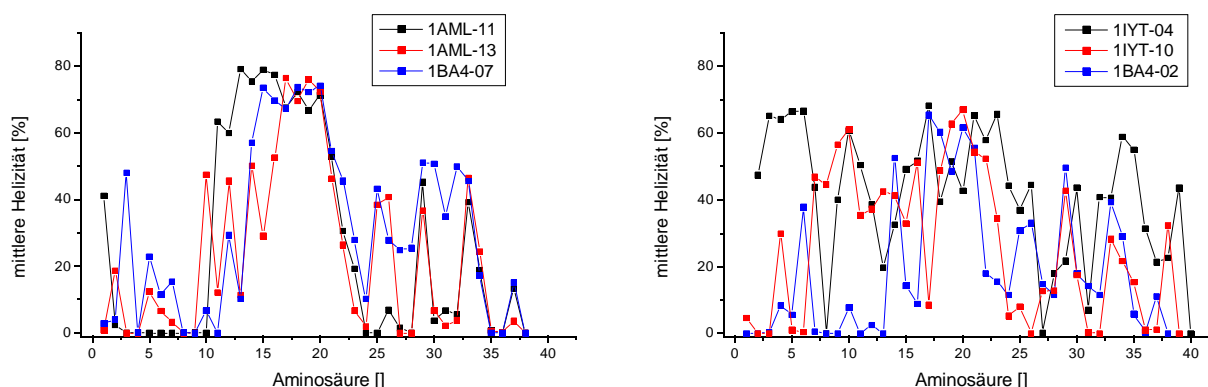 1AML-11
1AML-13
1BA4-07
mittlere Helizität [%]
80
60
40
20
0
0 5 10 15 20 25 30 35 40
Aminosäure []
1IYT-04
1IYT-10
1BA4-02
mittlere Helizität [%]
80
60
40
20
0
0 5 10 15 20 25 30 35 40
Aminosäure []